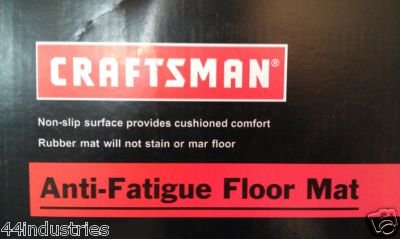 CRAFTSMAN®
Non-slip surface provides cushioned comfort
Rubber mat will not stain or mar floor
Anti-Fatigue Floor Mat
44industries